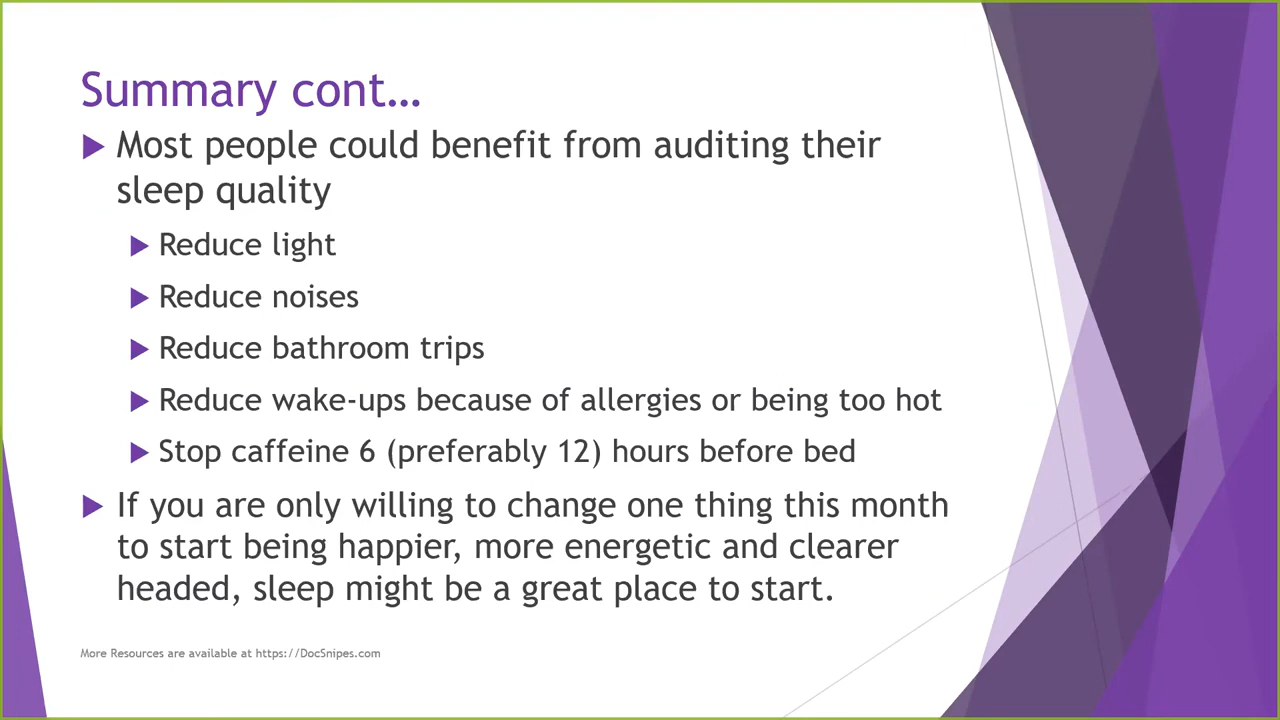 Summary cont…
Most people could benefit from auditing their
sleep quality
Reduce light
Reduce noises
Reduce bathroom trips
Reduce wake-ups because of allergies or being too hot
Stop caffeine 6 (preferably 12) hours before bed
If you are only willing to change one thing this month
to start being happier, more energetic and clearer
headed, sleep might be a great place to start.
More Resources are available at https://DocSnipes.com